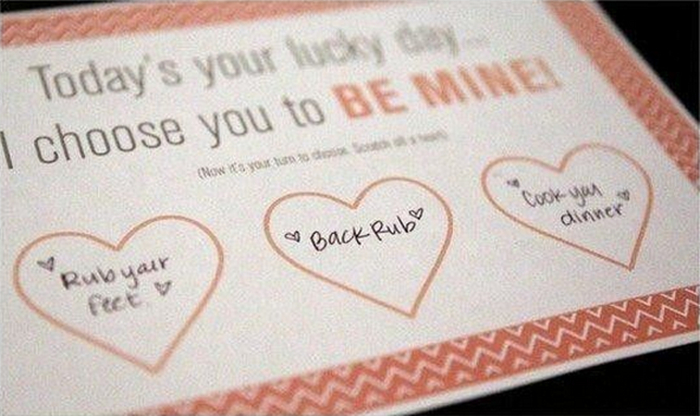 Today's your lucky day...
I choose you to BE MINE!
(Now it's your turn to choose. Scratch off a heart)
Rub your
feet
Back Rub
Cook you
dinner